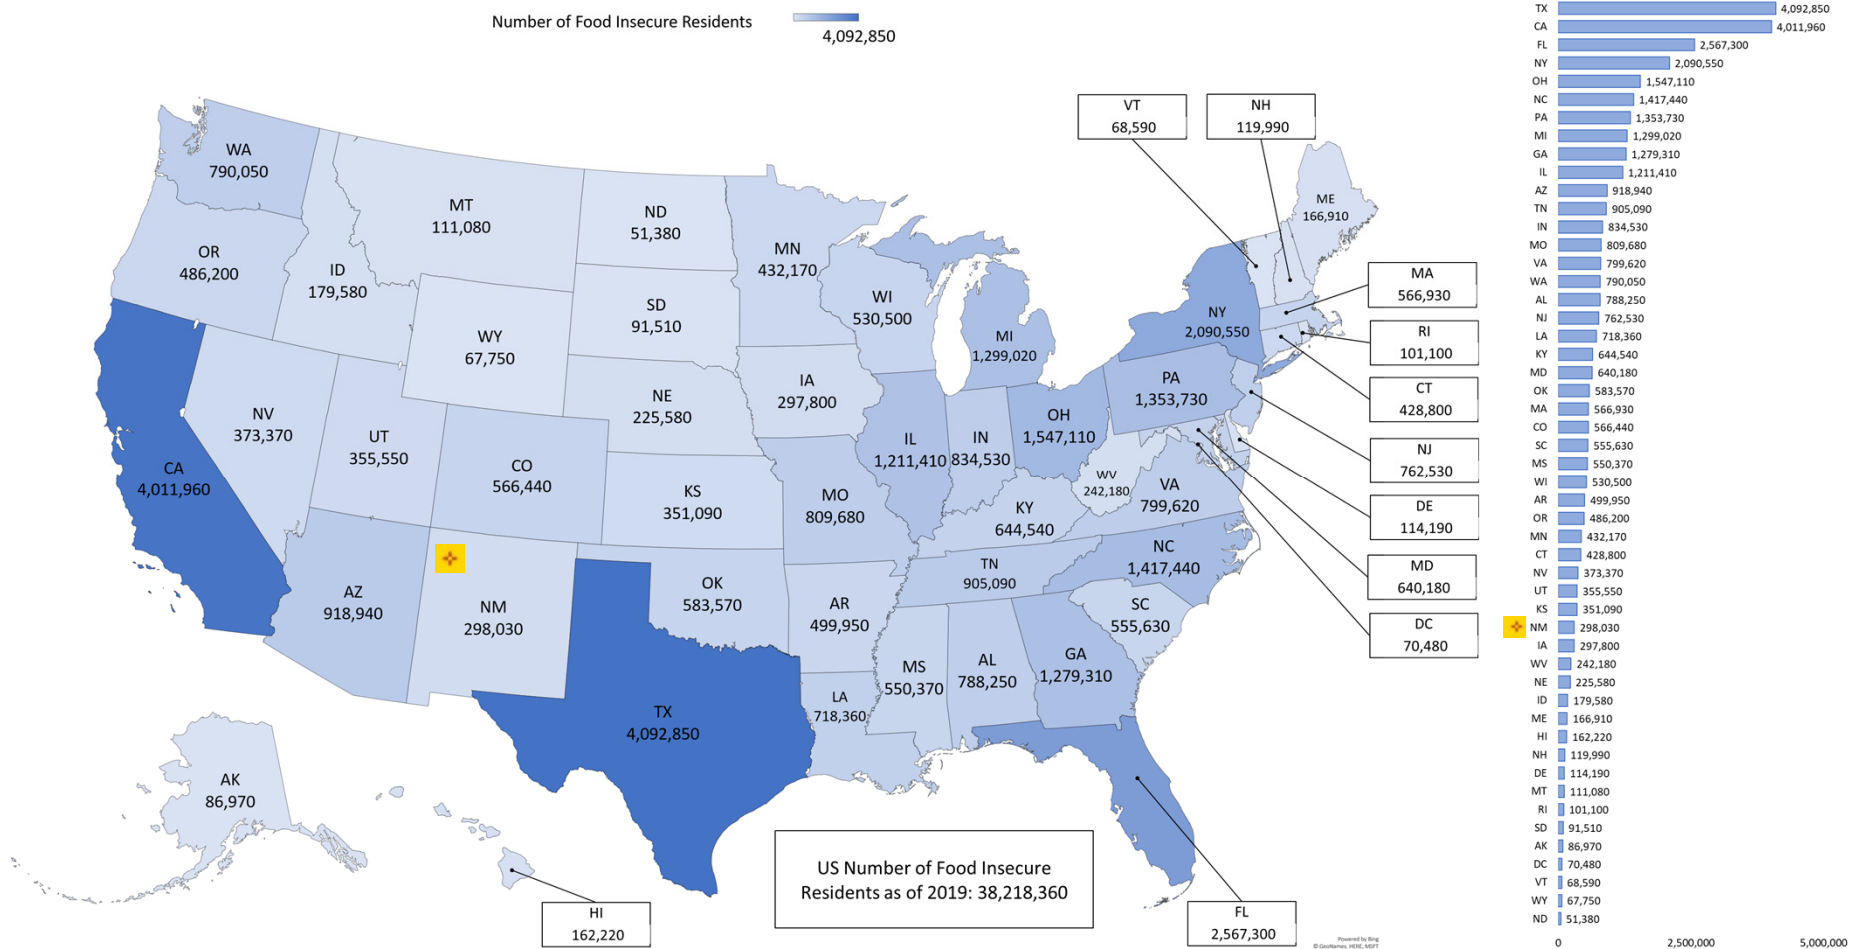 Number of Food Insecure Residents
4,092,850
WA
790,050
OR
486,200
CA
4,011,960
ID
179,580
NV
373,370
MT
111,080
WY
67,750
UT
355,550
AZ
918,940
CO
566,440
NM
298,030
ND
51,380
SD
91,510
NE
225,580
KS
351,090
OK
583,570
TX
4,092,850
MN
432,170
IA
297,800
MO
809,680
AR
499,950
LA
718,360
WI
530,500
IL
1,211,410
MI
1,299,020
IN
834,530
OH
1,547,110
KY
644,540
TN
905,090
MS
550,370
AL
788,250
GA
1,279,310
SC
555,630
NC
1,417,440
VA
799,620
WV
242,180
PA
1,353,730
NY
2,090,550
ME
166,910
VT
68,590
NH
119,990
MA
566,930
RI
101,100
CT
428,800
NJ
762,530
DE
114,190
MD
640,180
DC
70,480
FL
2,567,300
AK
86,970
HI
162,220
US Number of Food Insecure
Residents as of 2019: 38,218,360
Powered by Bing
© GeoNames, HERE, MSFT
TX 4,092,850
CA 4,011,960
FL 2,567,300
NY 2,090,550
OH 1,547,110
NC 1,417,440
PA 1,353,730
MI 1,299,020
GA 1,279,310
IL 1,211,410
AZ 918,940
TN 905,090
IN 834,530
MO 809,680
VA 799,620
WA 790,050
AL 788,250
NJ 762,530
LA 718,360
KY 644,540
MD 640,180
OK 583,570
MA 566,930
CO 566,440
SC 555,630
MS 550,370
WI 530,500
AR 499,950
OR 486,200
MN 432,170
CT 428,800
NV 373,370
UT 355,550
KS 351,090
NM 298,030
IA 297,800
WV 242,180
NE 225,580
ID 179,580
ME 166,910
HI 162,220
NH 119,990
DE 114,190
MT 111,080
RI 101,100
SD 91,510
AK 86,970
DC 70,480
VT 68,590
WY 67,750
ND 51,380
0 2,500,000 5,000,000